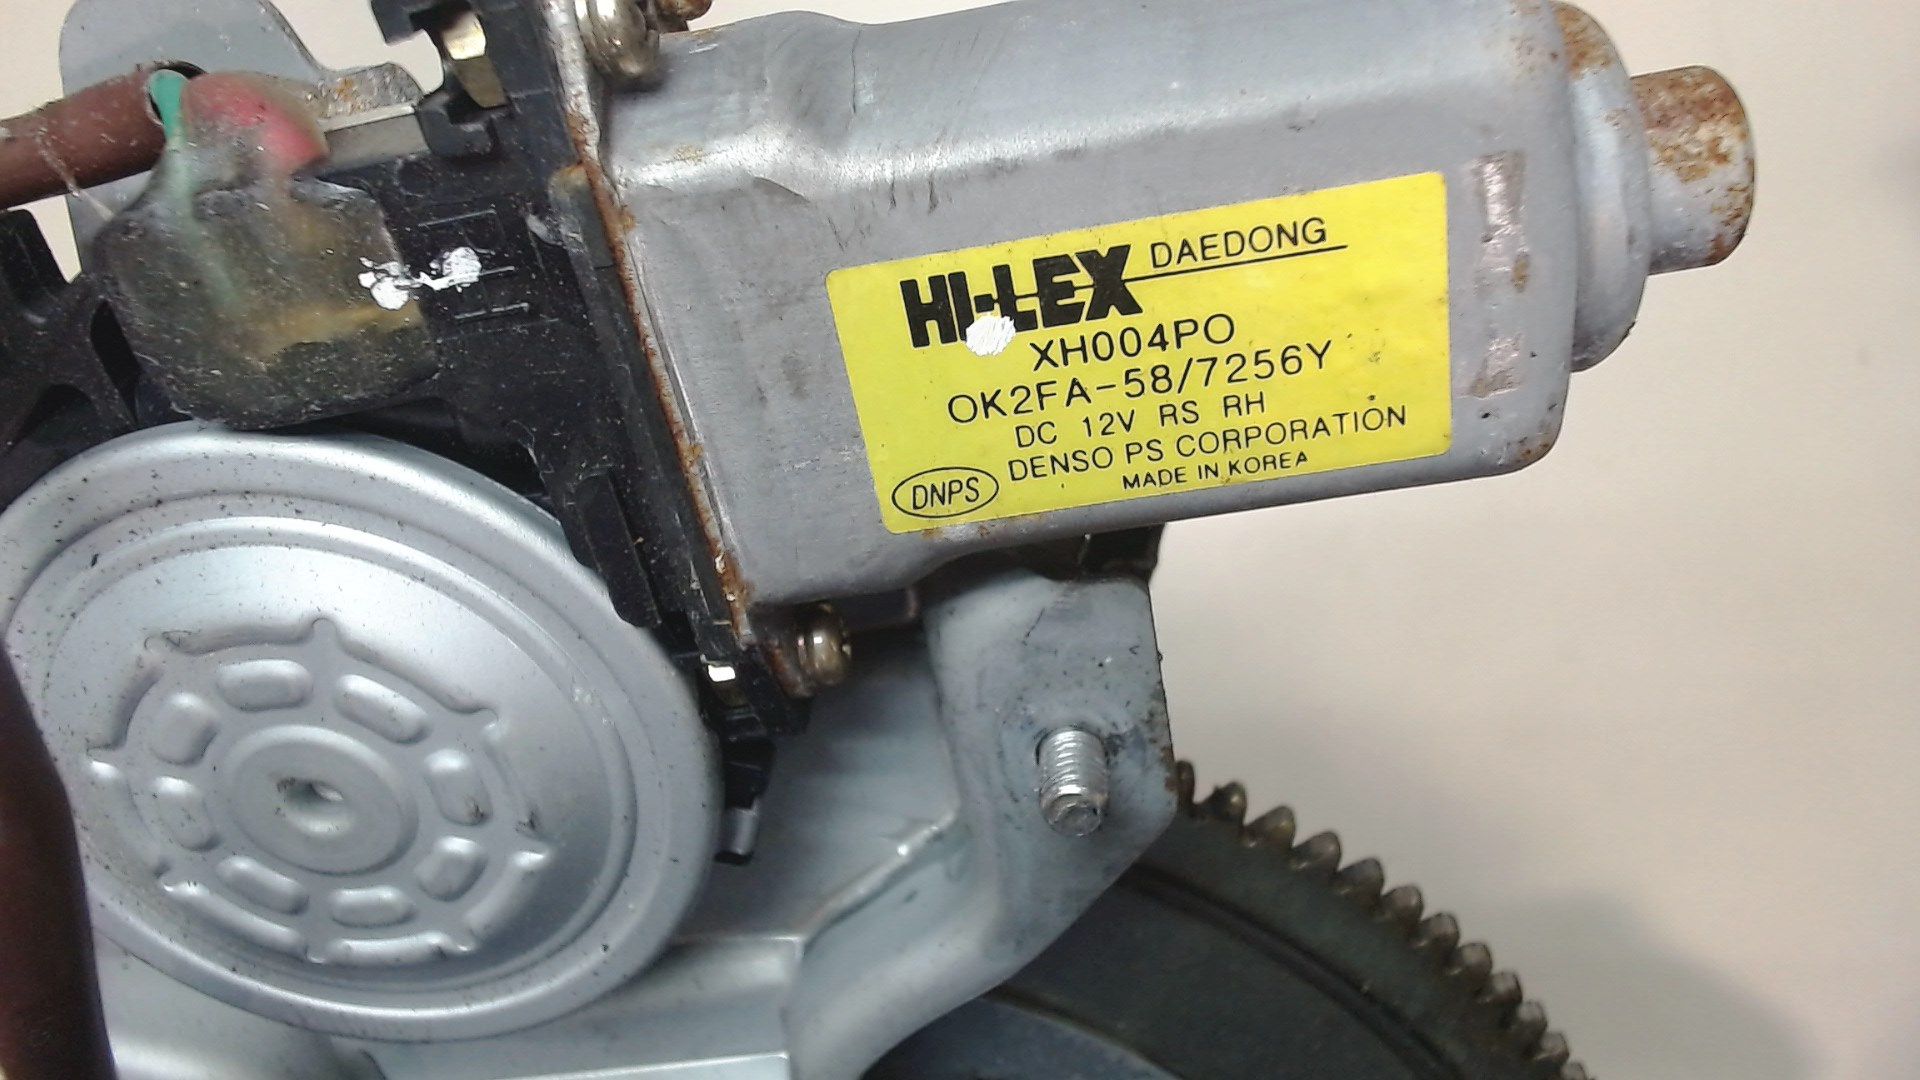 HI-LEX DAEDONG
XH004PO
OK2FA-58/7256Y
DC 12V RS RH
DENSO PS CORPORATION
DNPS MADE IN KOREA